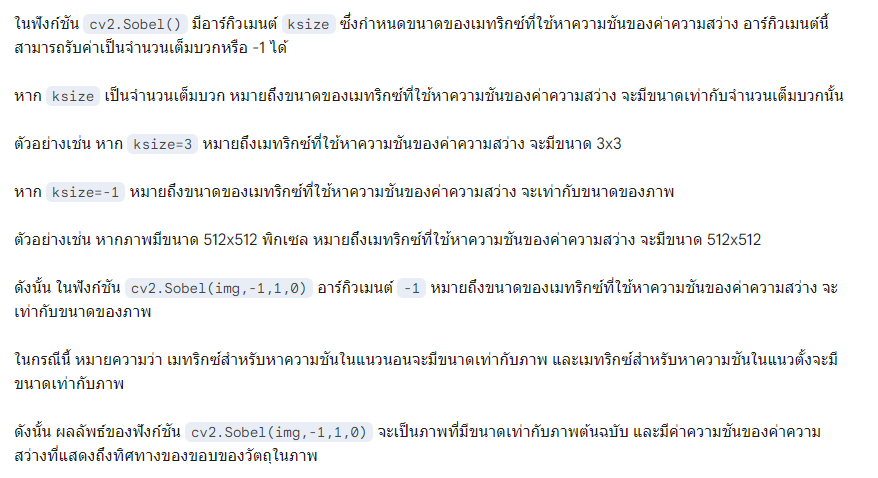 ในฟังก์ชัน cv2.Sobel() มีอาร์กิวเมนต์ ksize ซึ่งกำหนดขนาดของเมทริกซ์ที่ใช้หาความชันของค่าความสว่าง อาร์กิวเมนต์นี้
สามารถรับค่าเป็นจำนวนเต็มบวกหรือ -1 ได้
หาก ksize เป็นจำนวนเต็มบวก หมายถึงขนาดของเมทริกซ์ที่ใช้หาความชันของค่าความสว่าง จะมีขนาดเท่ากับจำนวนเต็มบวกนั้น
ตัวอย่างเช่น หาก ksize=3 หมายถึงเมทริกซ์ที่ใช้หาความชันของค่าความสว่าง จะมีขนาด 3x3
หาก ksize=-1 หมายถึงขนาดของเมทริกซ์ที่ใช้หาความชันของค่าความสว่าง จะเท่ากับขนาดของภาพ
ตัวอย่างเช่น หากภาพมีขนาด 512x512 พิกเซล หมายถึงเมทริกซ์ที่ใช้หาความชันของค่าความสว่าง จะมีขนาด 512x512
ดังนั้น ในฟังก์ชัน cv2.Sobel(img,-1,1,0) อาร์กิวเมนต์ -1 หมายถึงขนาดของเมทริกซ์ที่ใช้หาความชันของค่าความสว่าง จะ
เท่ากับขนาดของภาพ
ในกรณีนี้ หมายความว่า เมทริกซ์สำหรับหาความชันในแนวนอนจะมีขนาดเท่ากับภาพ และเมทริกซ์สำหรับหาความชันในแนวตั้งจะมี
ขนาดเท่ากับภาพ
ดังนั้น ผลลัพธ์ของฟังก์ชัน cv2.Sobel(img,-1,1,0) จะเป็นภาพที่มีขนาดเท่ากับภาพต้นฉบับ และมีค่าความชันของค่าความ
สว่างที่แสดงถึงทิศทางของขอบของวัตถุในภาพ